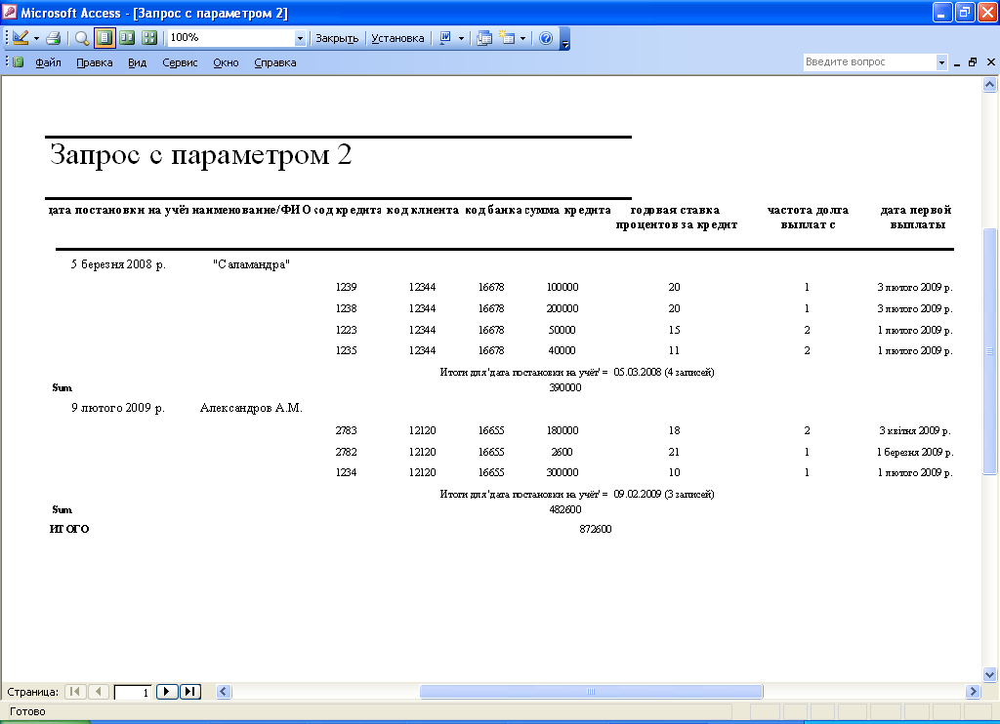 Microsoft Access - [Запрос с параметром 2]
100% Закрыть Установка
Файл Правка Вид Сервис Окно Справка Введите вопрос
Запрос с параметром 2
дата постановки на учёт наименование/ФИО код кредита код клиента код банка сумма кредита годовая ставка частота долга дата первой
процентов за кредит выплат с выплаты
5 березня 2008 р. "Саламандра"
1239 12344 16678 100000 20 1 3 лютого 2009 р.
1238 12344 16678 200000 20 1 3 лютого 2009 р.
1223 12344 16678 50000 15 2 1 лютого 2009 р.
1235 12344 16678 40000 11 2 1 лютого 2009 р.
Итоги для 'дата постановки на учёт' = 05.03.2008 (4 записей)
Sum 390000
9 лютого 2009 р. Александров А.М.
2783 12120 16655 180000 18 2 3 квітня 2009 р.
2782 12120 16655 2600 21 1 1 березня 2009 р.
1234 12120 16655 300000 10 1 1 лютого 2009 р.
Итоги для 'дата постановки на учёт' = 09.02.2009 (3 записей)
Sum 482600
ИТОГО 872600
Страница: 1
Готово